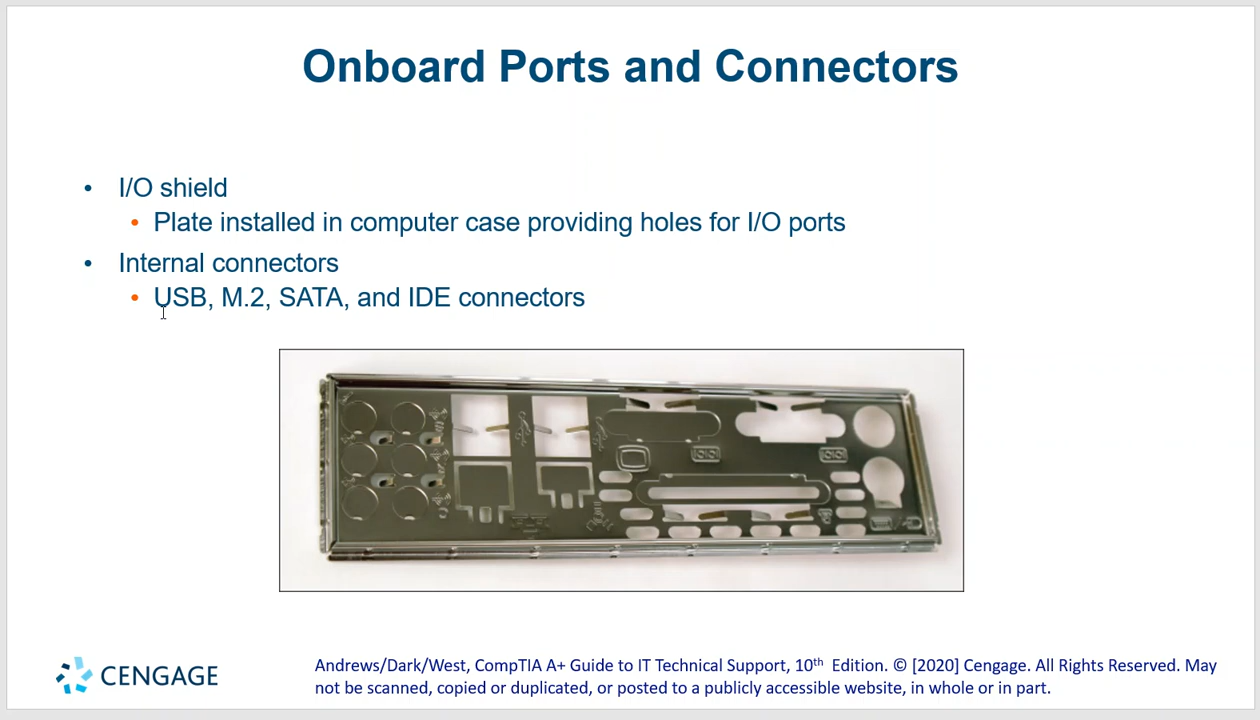 Onboard Ports and Connectors
• I/O shield
• Plate installed in computer case providing holes for I/O ports
• Internal connectors
• USB, M.2, SATA, and IDE connectors
CENGAGE
Andrews/Dark/West, CompTIA A+ Guide to IT Technical Support, 10th Edition. © [2020] Cengage. All Rights Reserved. May
not be scanned, copied or duplicated, or posted to a publicly accessible website, in whole or in part.